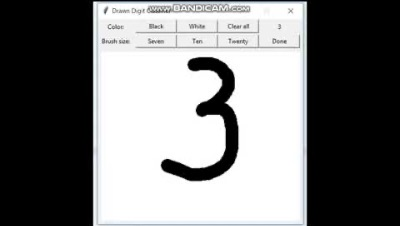 www.BANDICAM.com
Drawn Digit
Color: Black White Clear all 3
Brush size: Seven Ten Twenty Done
3